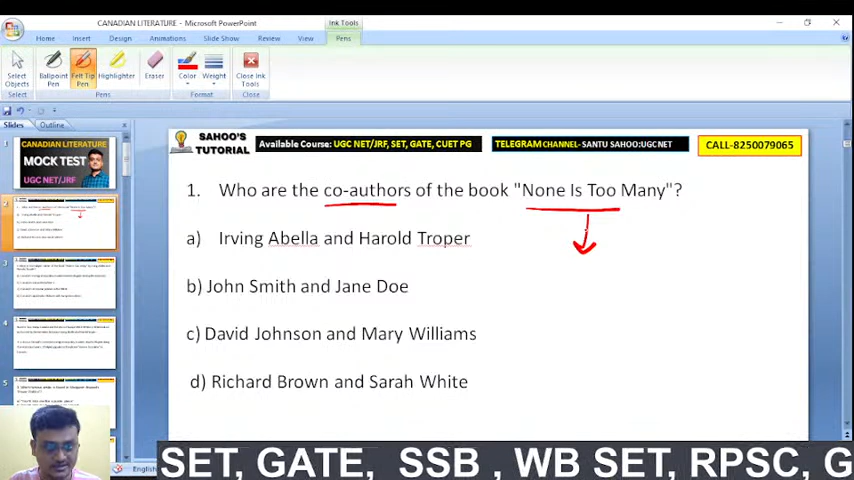 CANADIAN LITERATURE - Microsoft PowerPoint
Ink Tools
Home Insert Design Animations Slide Show Review View Pens
Select Objects
Ballpoint Pen
Felt Tip Pen
Highlighter
Eraser
Color
Weight
Close Ink Tools
Select Pens Format Close
Slides Outline
CANADIAN LITERATURE
MOCK TEST
UGC NET/JRF
SAHOO'S TUTORIAL
Available Course: UGC NET/JRF, SET, GATE, CUET PG
TELEGRAM CHANNEL- SANTU SAHOO:UGC NET
CALL-8250079065
1. Who are the co-authors of the book "None Is Too Many"?
a) Irving Abella and Harold Troper
b) John Smith and Jane Doe
c) David Johnson and Mary Williams
d) Richard Brown and Sarah White
English
SET, GATE, SSB , WB SET, RPSC, G